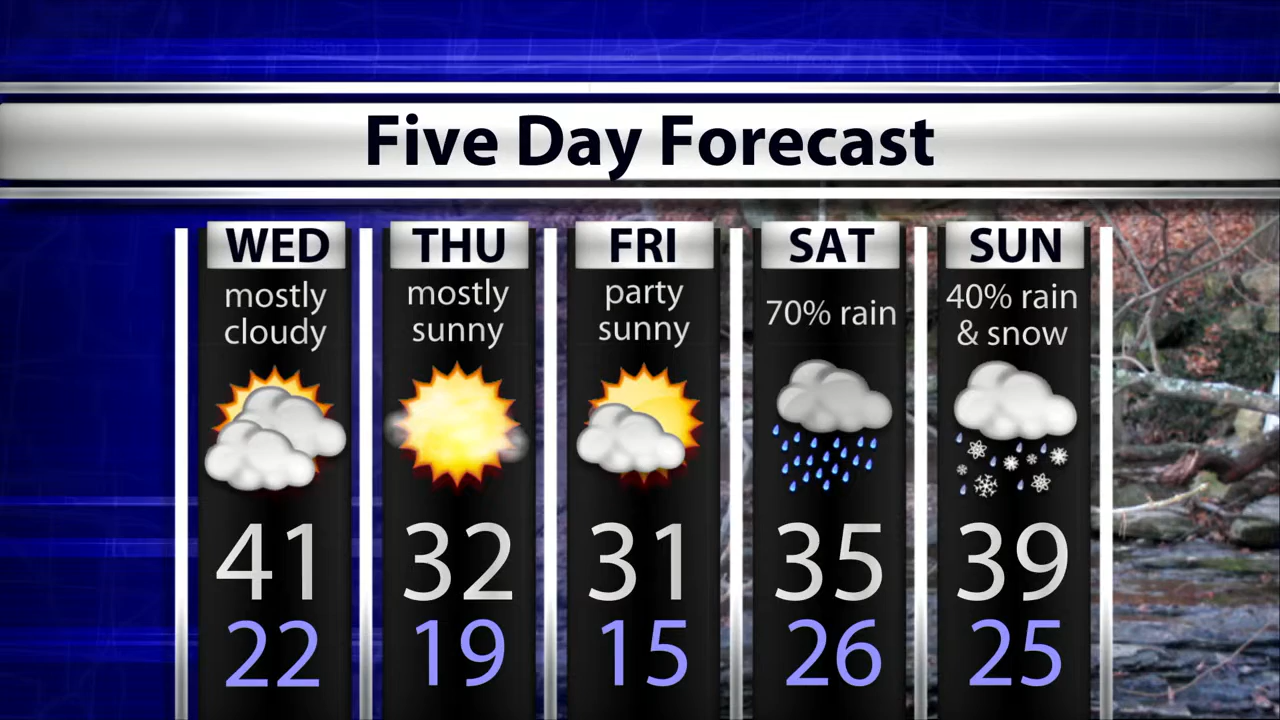 Five Day Forecast
WED
mostly
cloudy
41
22
THU
mostly
sunny
32
19
FRI
party
sunny
31
15
SAT
70% rain
35
26
SUN
40% rain
& snow
39
25